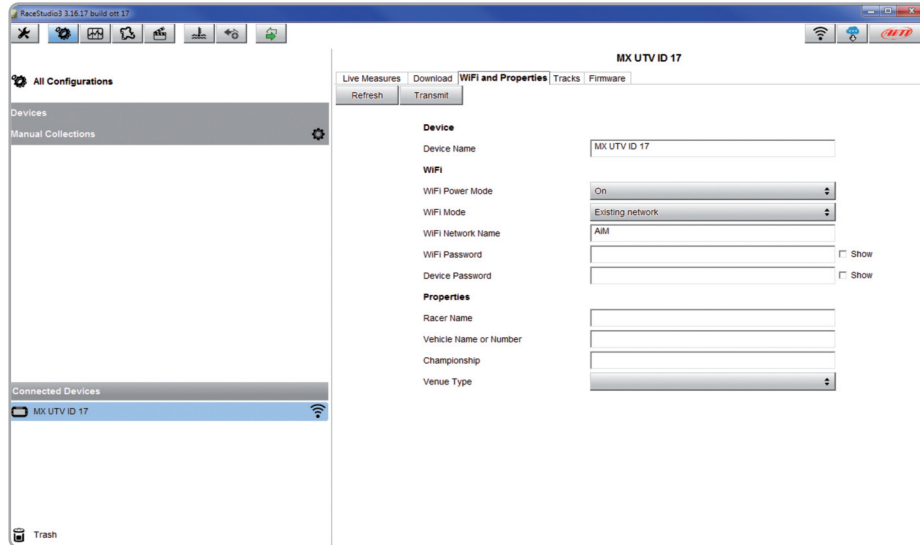 RaceStudio3 3.16.17 build ott 17
AiM
All Configurations
Devices
Manual Collections
Connected Devices
MX UTV ID 17
Trash
MX UTV ID 17
Live Measures Download WiFi and Properties Tracks Firmware
Refresh Transmit
Device
Device Name MX UTV ID 17
WiFi
WiFi Power Mode On
WiFi Mode Existing network
WiFi Network Name AiM
WiFi Password Show
Device Password Show
Properties
Racer Name
Vehicle Name or Number
Championship
Venue Type